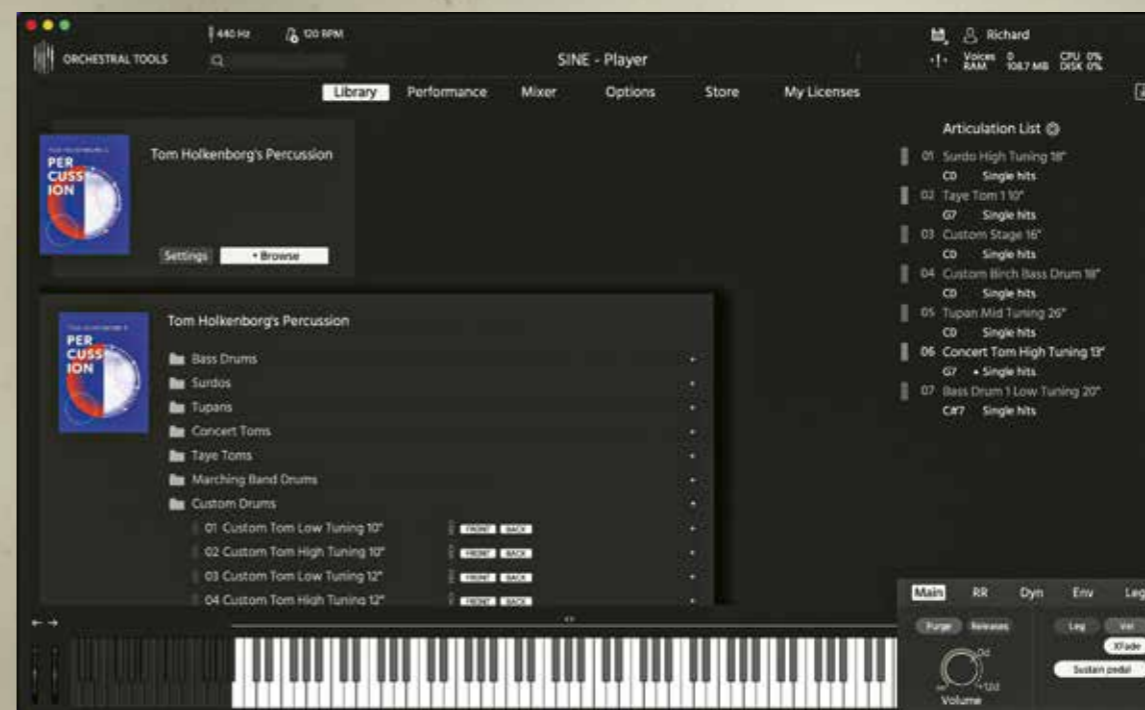 440 Hz 120 BPM
Richard
ORCHESTRAL TOOLS
SINE - Player
Voices 0 CPU 0%
RAM 108.7 MB DISK 0%
Library Performance Mixer Options Store My Licenses
Articulation List
PER
CUSS
ION
Tom Holkenborg's Percussion
Settings Browse
01 Surdo High Tuning 18"
C0 Single hits
02 Taye Tom 1 10"
G7 Single hits
03 Custom Stage 16"
C0 Single hits
04 Custom Birch Bass Drum 18"
C0 Single hits
05 Tupan Mid Tuning 26"
C0 Single hits
06 Concert Tom High Tuning 13"
G7 • Single hits
07 Bass Drum 1 Low Tuning 20"
C#7 Single hits
PER
CUSS
ION
Tom Holkenborg's Percussion
Bass Drums
Surdos
Tupans
Concert Toms
Taye Toms
Marching Band Drums
Custom Drums
01 Custom Tom Low Tuning 10" FRONT BACK
02 Custom Tom High Tuning 10" FRONT BACK
03 Custom Tom Low Tuning 12" FRONT BACK
04 Custom Tom High Tuning 12" FRONT BACK
Main RR Dyn Env Leg
Purge Releases Leg Vel
XFade
Sustain pedal
Volume